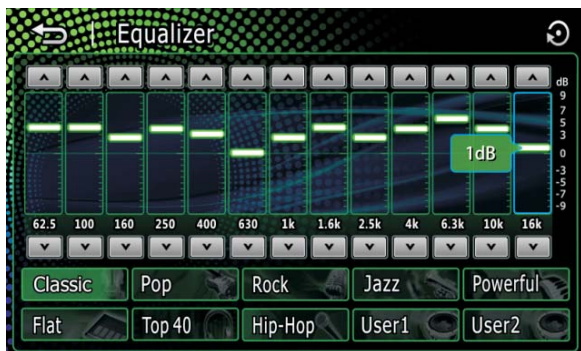 Equalizer
dB
9
7
5
3
0
-3
-5
-7
-9
1dB
62.5 100 160 250 400 630 1k 1.6k 2.5k 4k 6.3k 10k 16k
Classic Pop Rock Jazz Powerful
Flat Top 40 Hip-Hop User1 User2